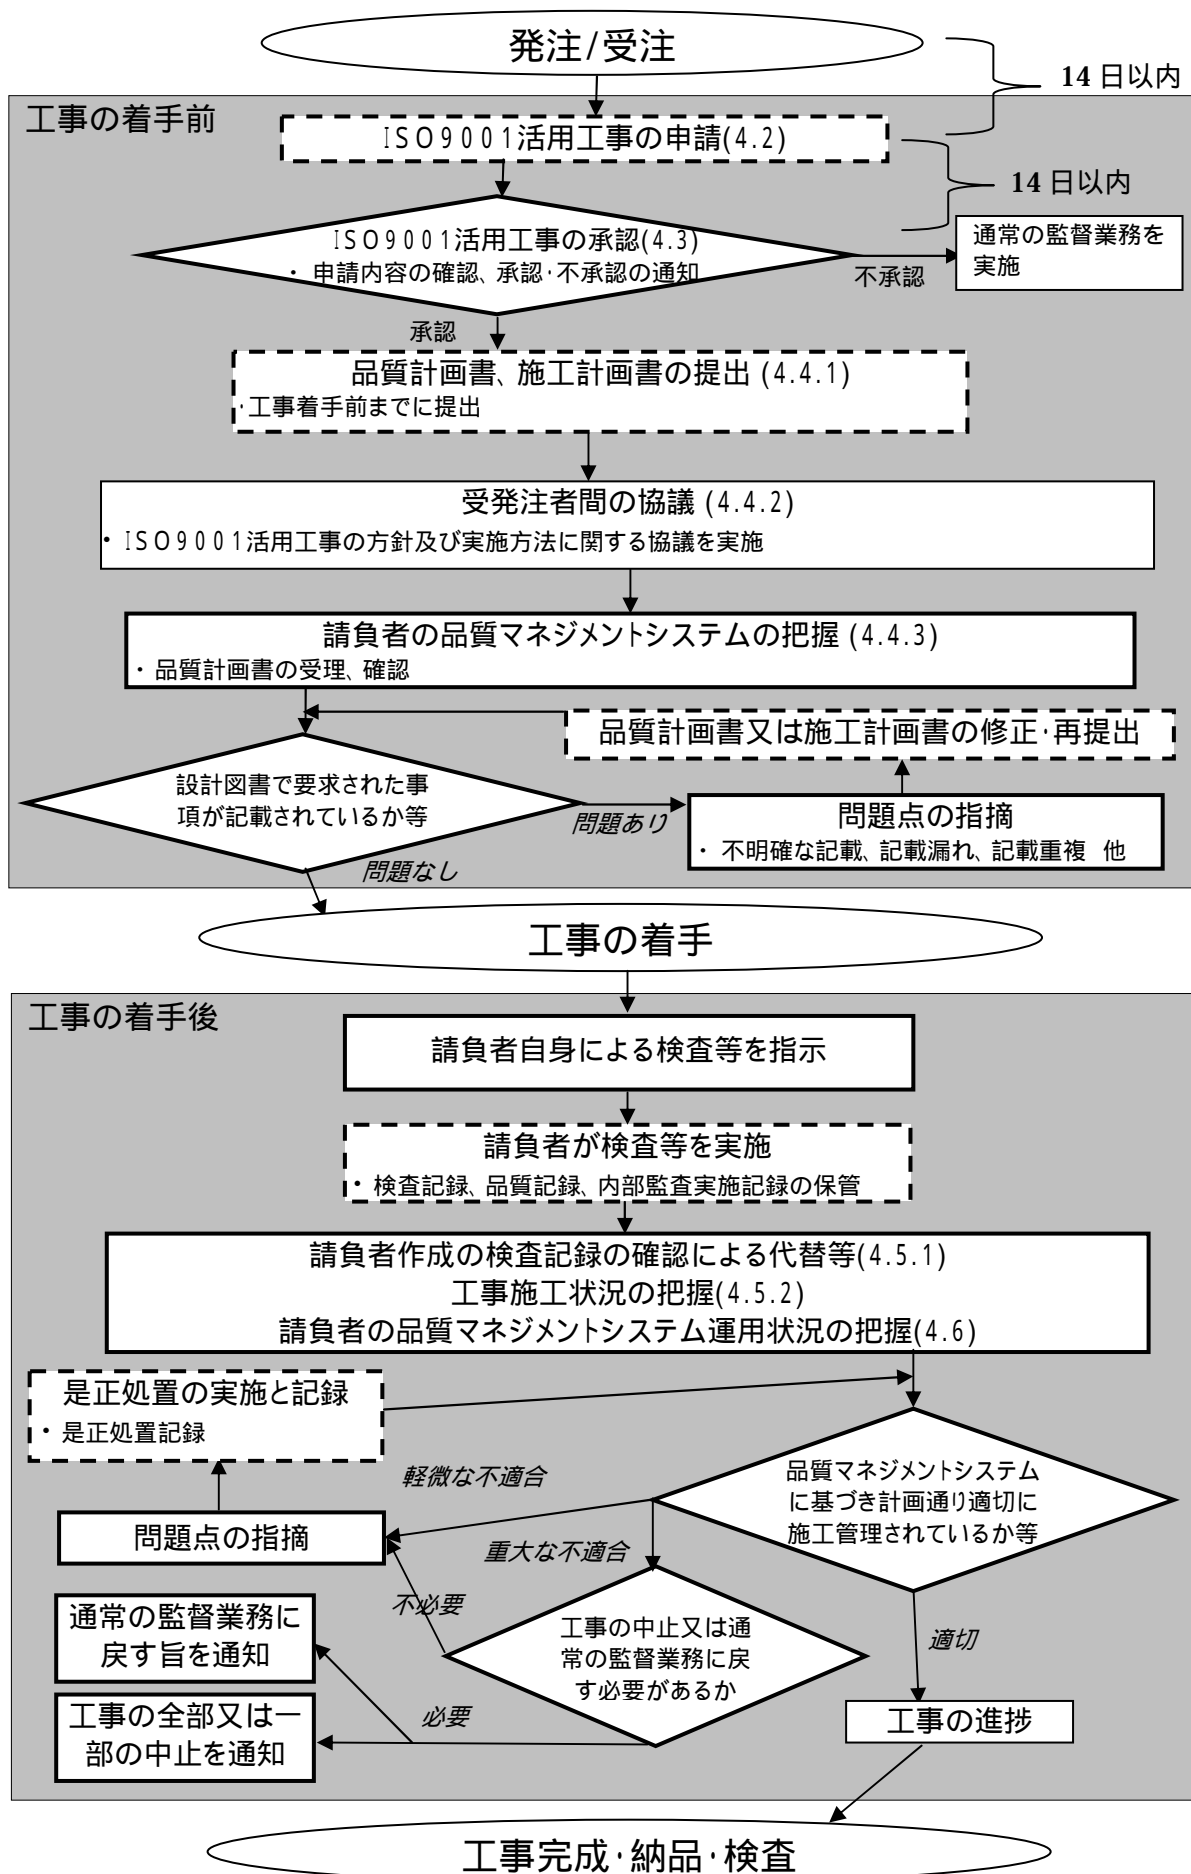 発注/受注
14日以内
工事の着手前
ISO9001活用工事の申請(4.2)
14日以内
ISO9001活用工事の承認(4.3)
・ 申請内容の確認、承認・不承認の通知
通常の監督業務を
実施
不承認
承認
品質計画書、施工計画書の提出 (4.4.1)
・工事着手前までに提出
受発注者間の協議 (4.4.2)
・ ISO9001活用工事の方針及び実施方法に関する協議を実施
請負者の品質マネジメントシステムの把握 (4.4.3)
・ 品質計画書の受理、確認
品質計画書又は施工計画書の修正・再提出
設計図書で要求された事
項が記載されているか等
問題あり
問題点の指摘
・ 不明確な記載、記載漏れ、記載重複 他
問題なし
工事の着手
工事の着手後
請負者自身による検査等を指示
請負者が検査等を実施
・ 検査記録、品質記録、内部監査実施記録の保管
請負者作成の検査記録の確認による代替等(4.5.1)
工事施工状況の把握(4.5.2)
請負者の品質マネジメントシステム運用状況の把握(4.6)
是正処置の実施と記録
・ 是正処置記録
軽微な不適合
品質マネジメントシステム
に基づき計画通り適切に
施工管理されているか等
問題点の指摘
重大な不適合
不必要
通常の監督業務に
戻す旨を通知
工事の中止又は通
常の監督業務に戻
す必要があるか
適切
必要
工事の全部又は一
部の中止を通知
工事の進捗
工事完成・納品・検査